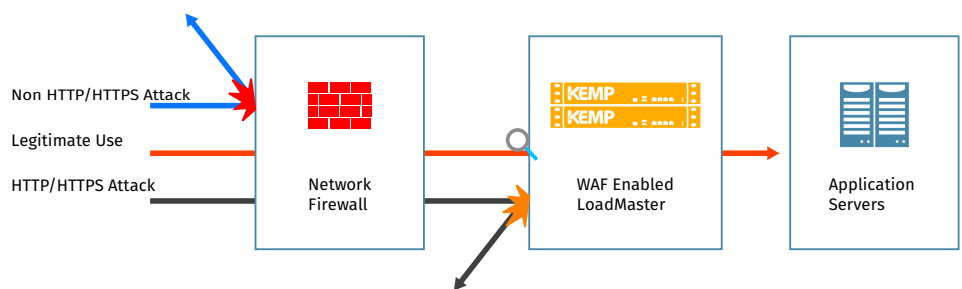 Non HTTP/HTTPS Attack
Legitimate Use
HTTP/HTTPS Attack
Network
Firewall
KEMP
KEMP
WAF Enabled
LoadMaster
Application
Servers